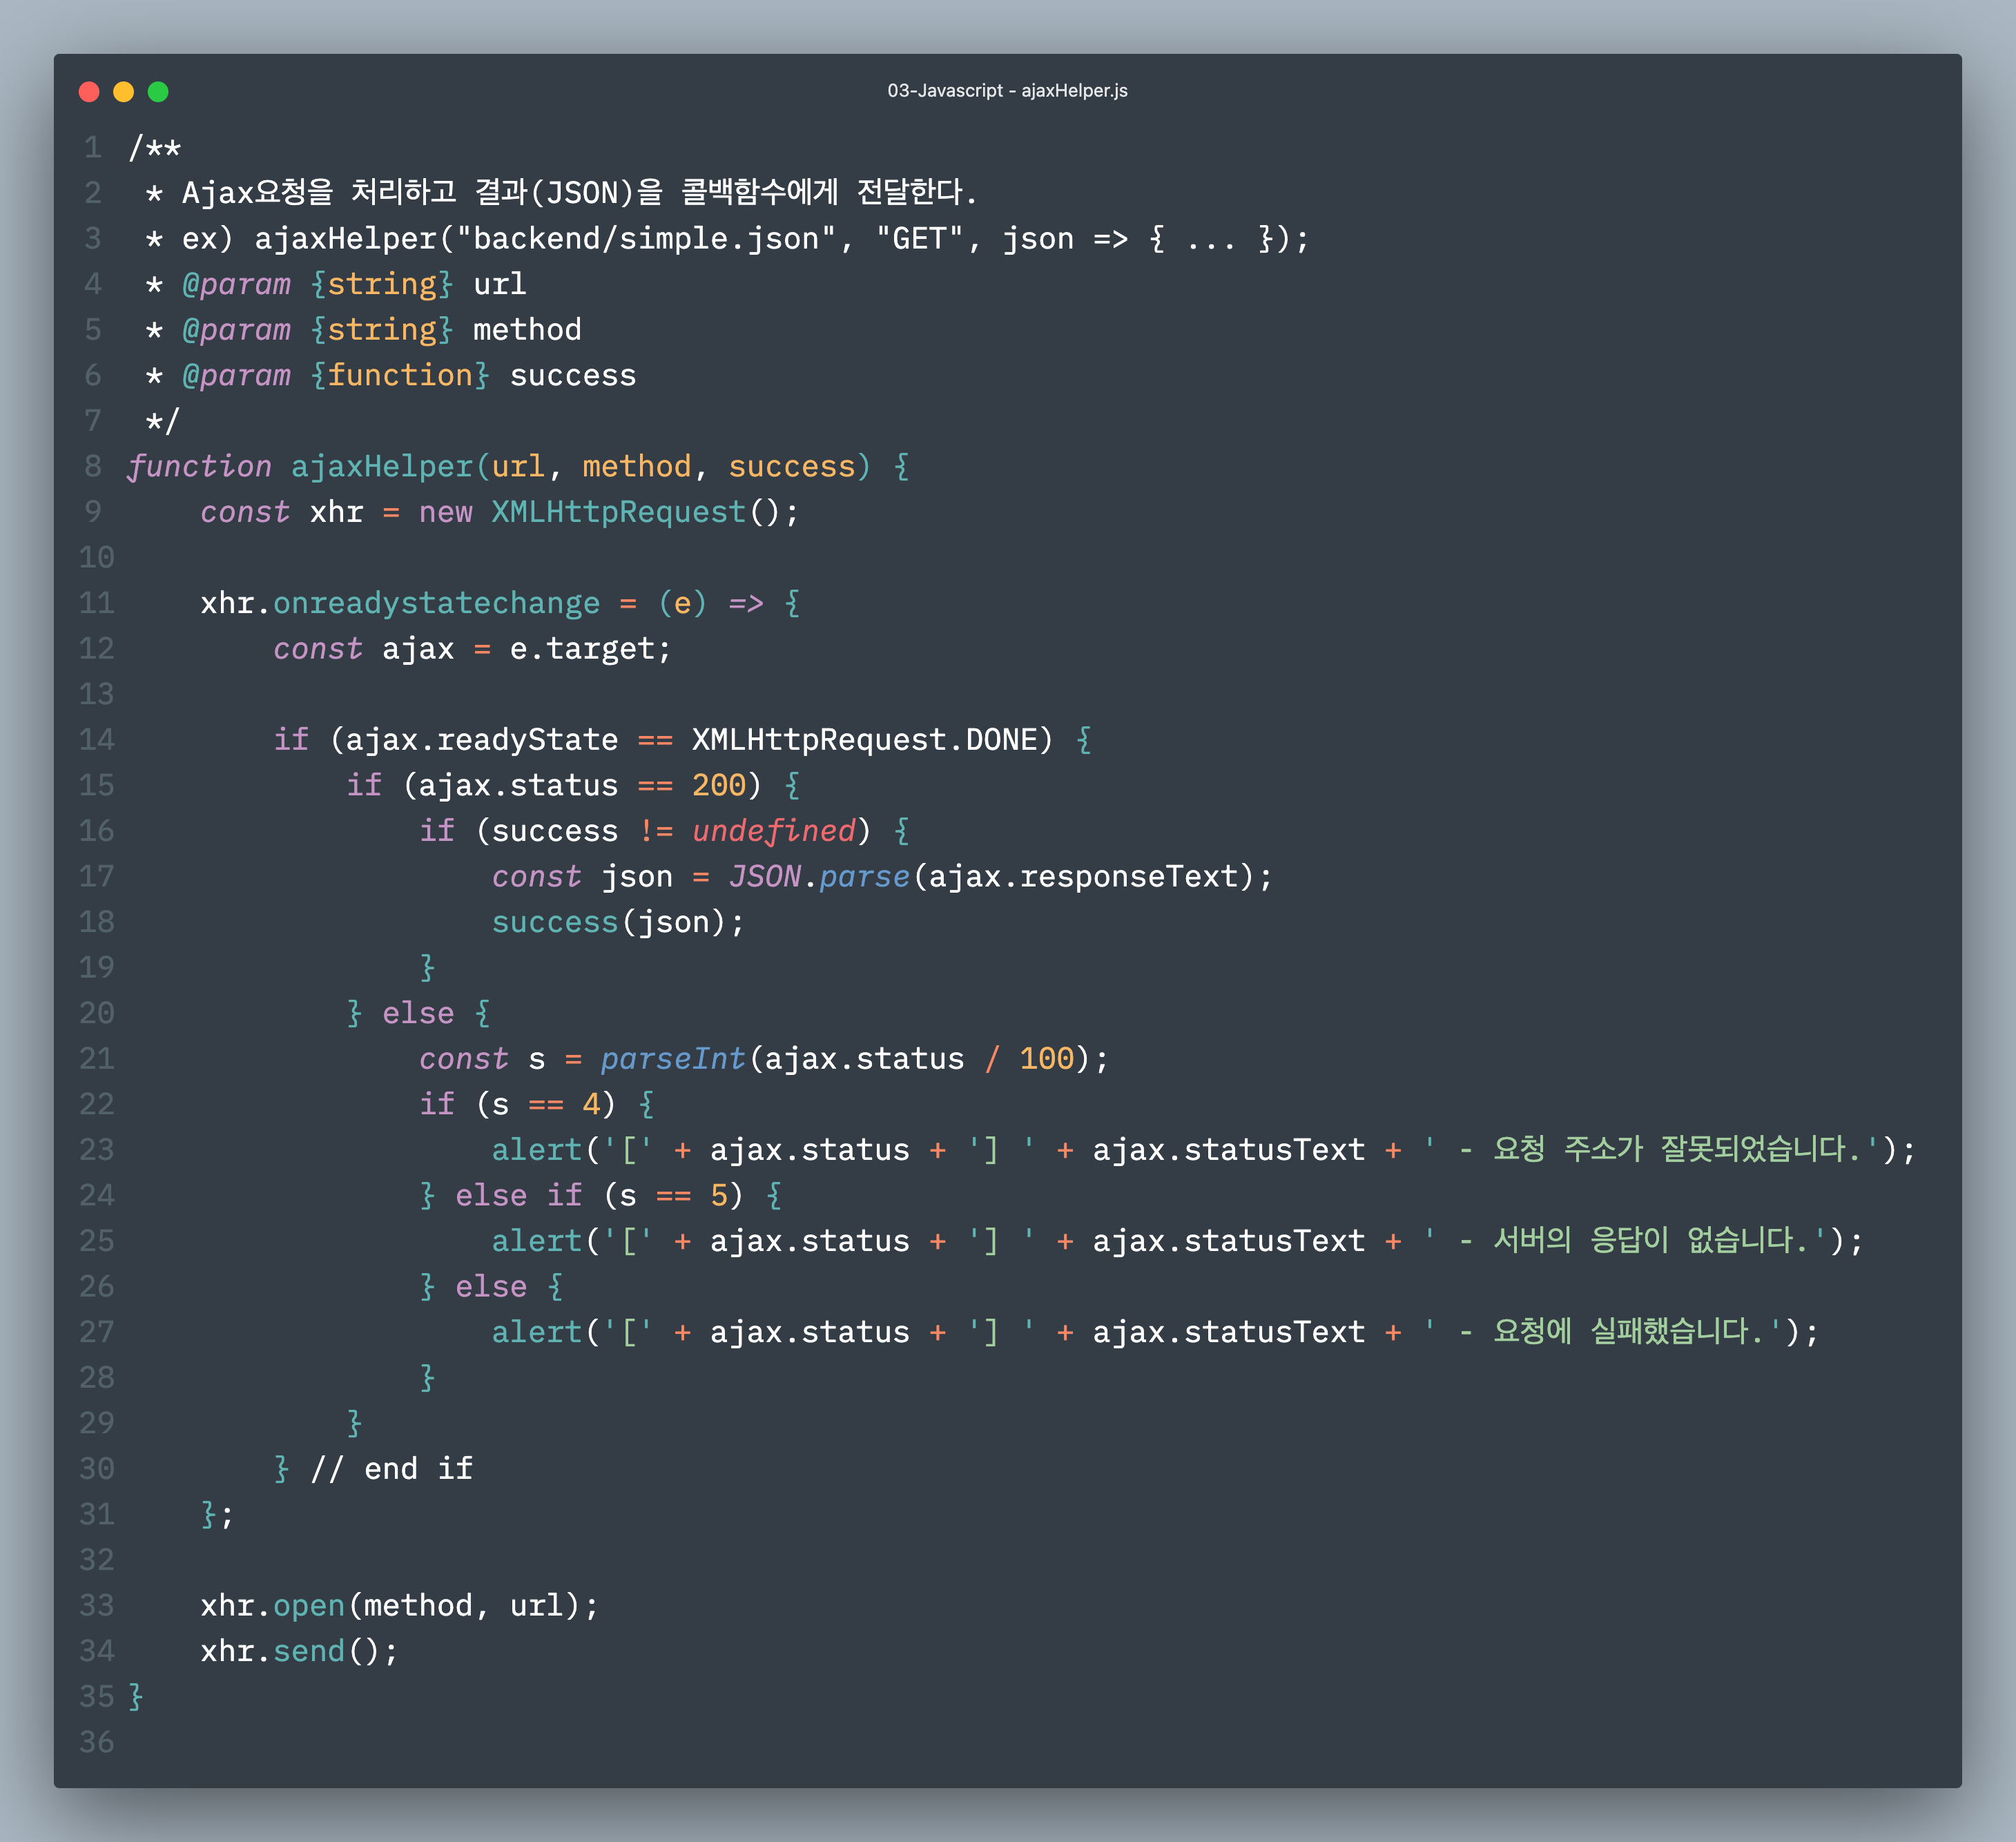 03-Javascript - ajaxHelper.js
1 /**
2  * Ajax요청을 처리하고 결과(JSON)을 콜백함수에게 전달한다.
3  * ex) ajaxHelper("backend/simple.json", "GET", json => { ... });
4  * @param {string} url
5  * @param {string} method
6  * @param {function} success
7  */
8 function ajaxHelper(url, method, success) {
9     const xhr = new XMLHttpRequest();
10
11     xhr.onreadystatechange = (e) => {
12         const ajax = e.target;
13
14         if (ajax.readyState == XMLHttpRequest.DONE) {
15             if (ajax.status == 200) {
16                 if (success != undefined) {
17                     const json = JSON.parse(ajax.responseText);
18                     success(json);
19                 }
20             } else {
21                 const s = parseInt(ajax.status / 100);
22                 if (s == 4) {
23                     alert('[' + ajax.status + '] ' + ajax.statusText + ' - 요청 주소가 잘못되었습니다.');
24                 } else if (s == 5) {
25                     alert('[' + ajax.status + '] ' + ajax.statusText + ' - 서버의 응답이 없습니다.');
26                 } else {
27                     alert('[' + ajax.status + '] ' + ajax.statusText + ' - 요청에 실패했습니다.');
28                 }
29             }
30         } // end if
31     };
32
33     xhr.open(method, url);
34     xhr.send();
35 }
36